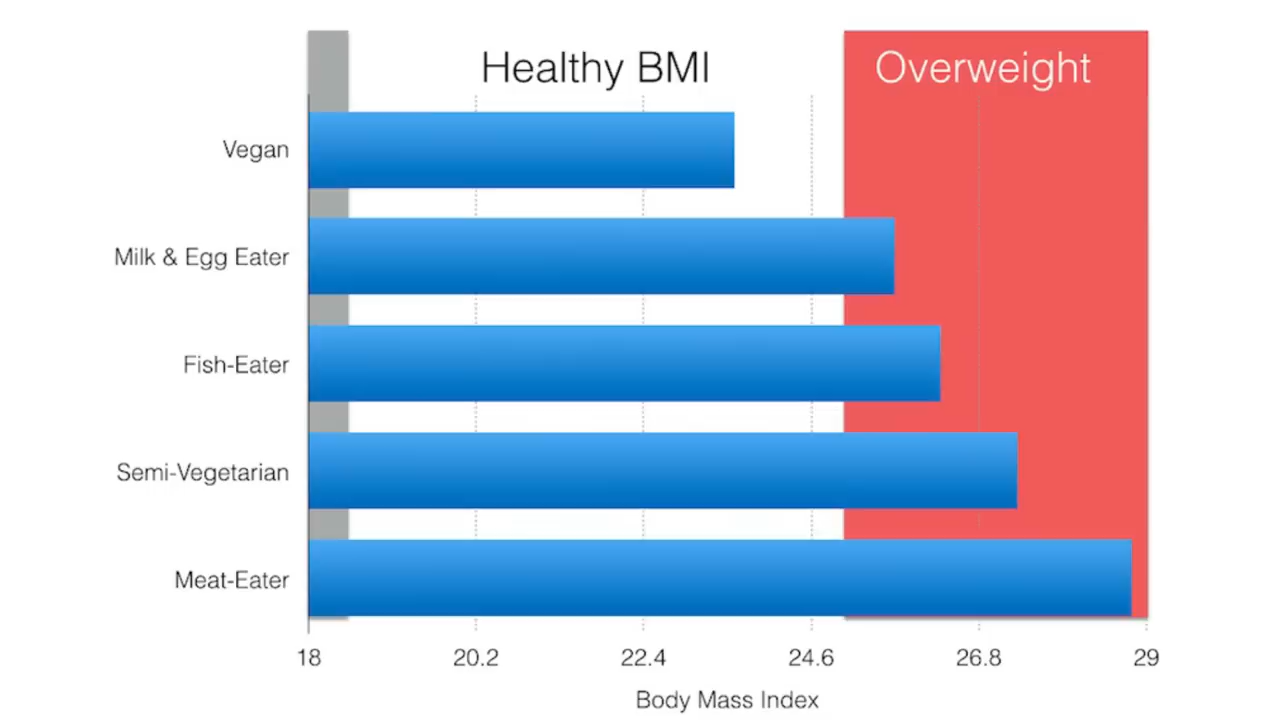 Healthy BMI
Overweight
Vegan
Milk & Egg Eater
Fish-Eater
Semi-Vegetarian
Meat-Eater
18 20.2 22.4 24.6 26.8 29
Body Mass Index